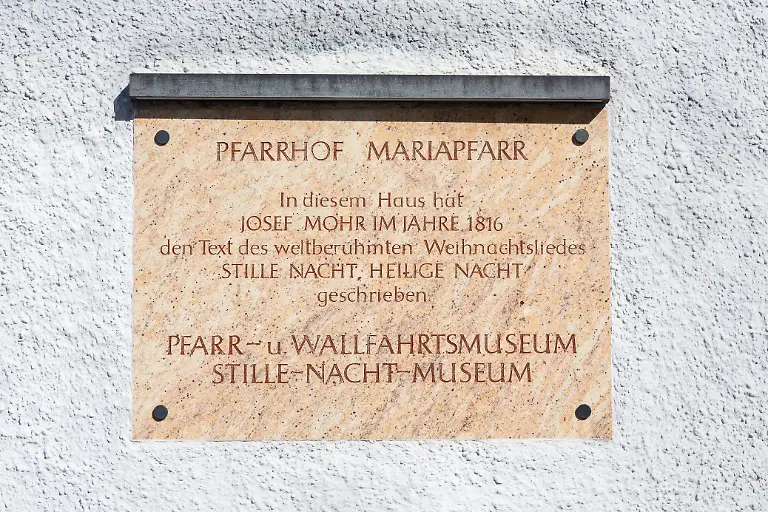 PFARRHOF MARIAPFARR
In diesem Haus hat
JOSEF MOHR IM JAHRE 1816
den Text des weltberühmten Weihnachtsliedes
STILLE NACHT, HEILIGE NACHT
geschrieben.
PFARR- u. WALLFAHRTSMUSEUM
STILLE-NACHT-MUSEUM